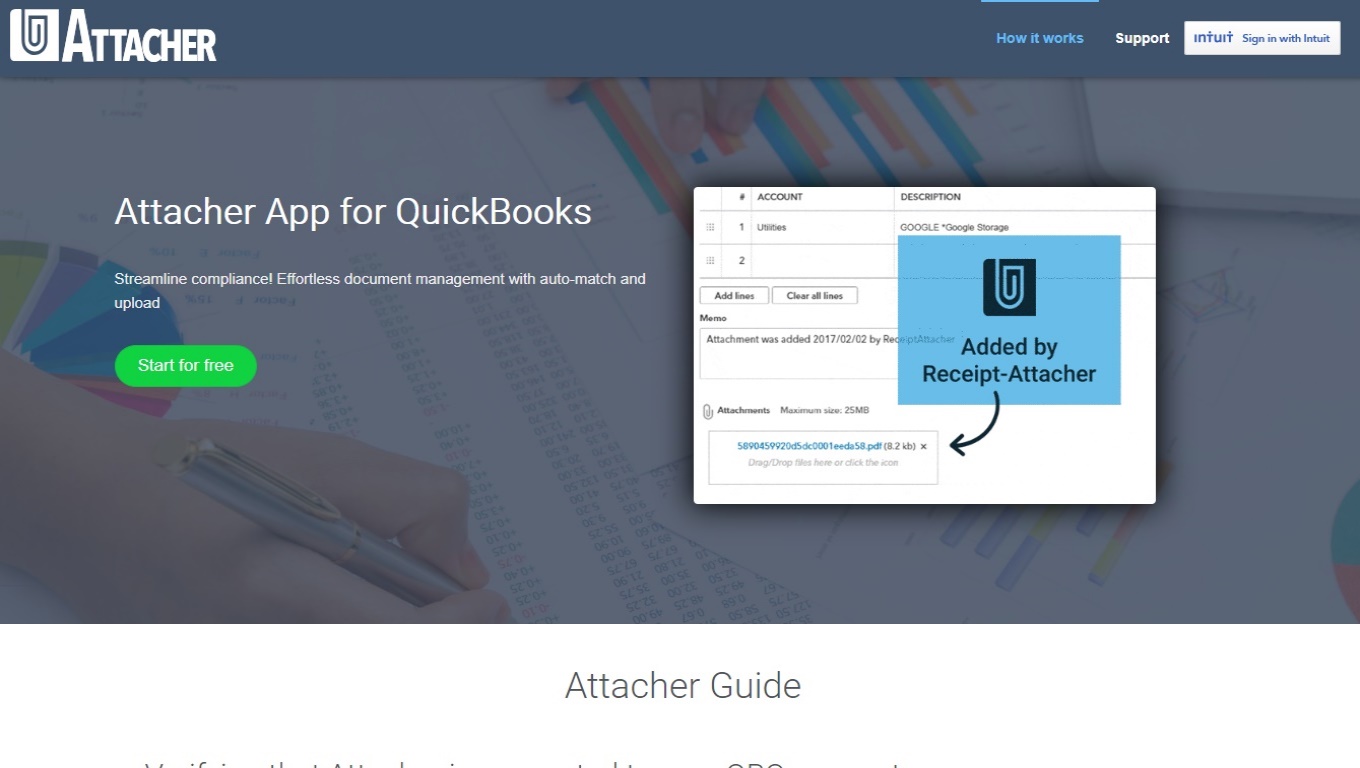 ATTACHER
How it works
Support
intuit Sign in with Intuit
Attacher App for QuickBooks
Streamline compliance! Effortless document management with auto-match and
upload
Start for free
# ACCOUNT DESCRIPTION
1 Utilities GOOGLE *Google Storage
2
Add lines Clear all lines
Memo
Attachment was added 2017/02/02 by ReceiptAttacher
Added by
Receipt-Attacher
Attachments Maximum size: 25MB
5890459920d5dc0001eeda58.pdf (8.2 kb) ×
Drag/Drop files here or click the icon
Attacher Guide